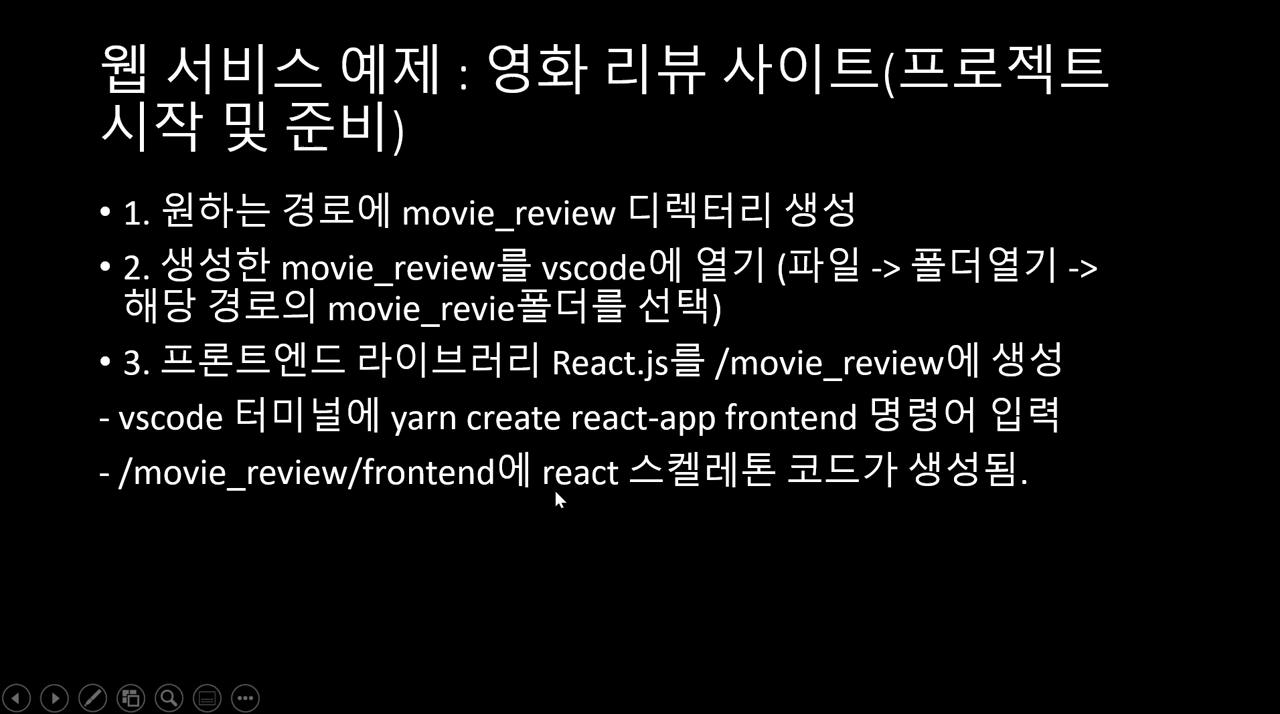 웹 서비스 예제 : 영화 리뷰 사이트(프로젝트
시작 및 준비)
• 1. 원하는 경로에 movie_review 디렉터리 생성
• 2. 생성한 movie_review를 vscode에 열기 (파일 -> 폴더열기 ->
해당 경로의 movie_revie폴더를 선택)
• 3. 프론트엔드 라이브러리 React.js를 /movie_review에 생성
- vscode 터미널에 yarn create react-app frontend 명령어 입력
- /movie_review/frontend에 react 스켈레톤 코드가 생성됨.